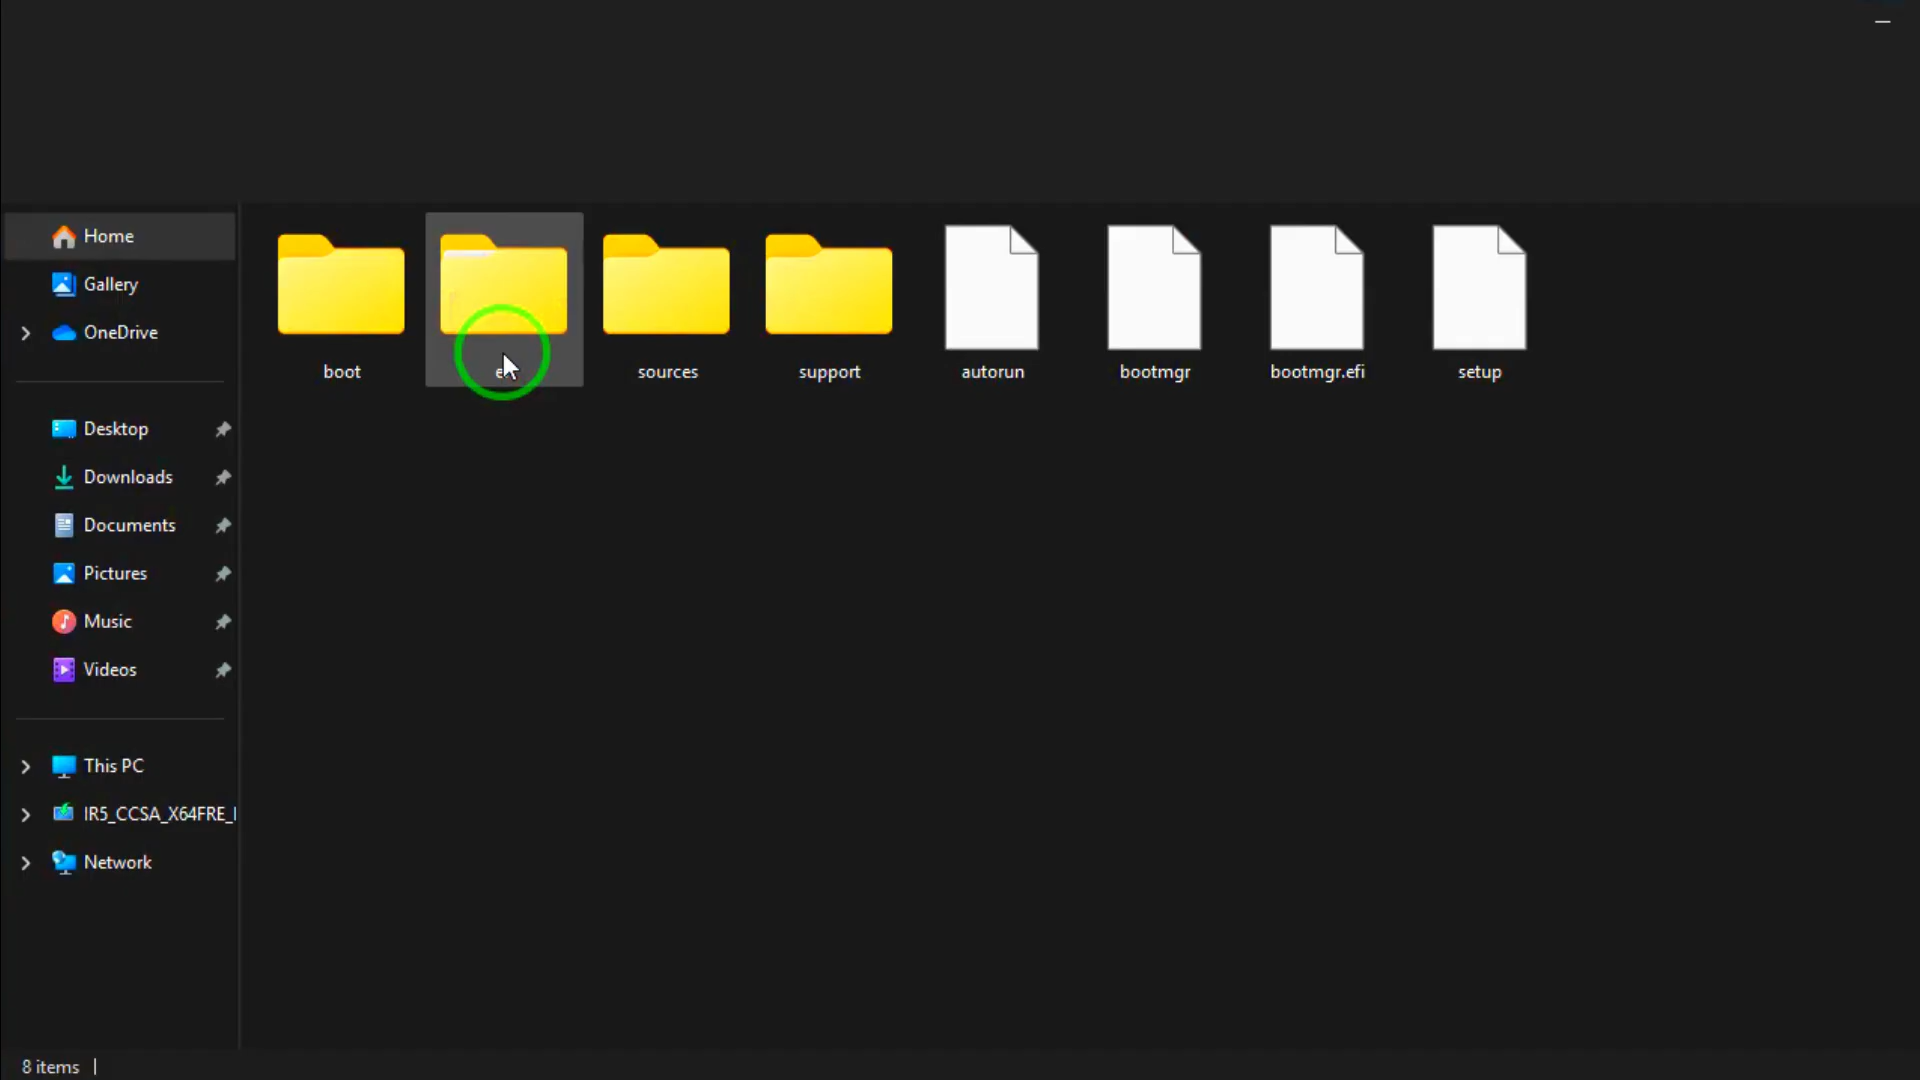 Home
Gallery
OneDrive
Desktop
Downloads
Documents
Pictures
Music
Videos
This PC
IR5_CCSA_X64FRE_
Network
boot
sources
support
autorun
bootmgr
bootmgr.efi
setup
8 items